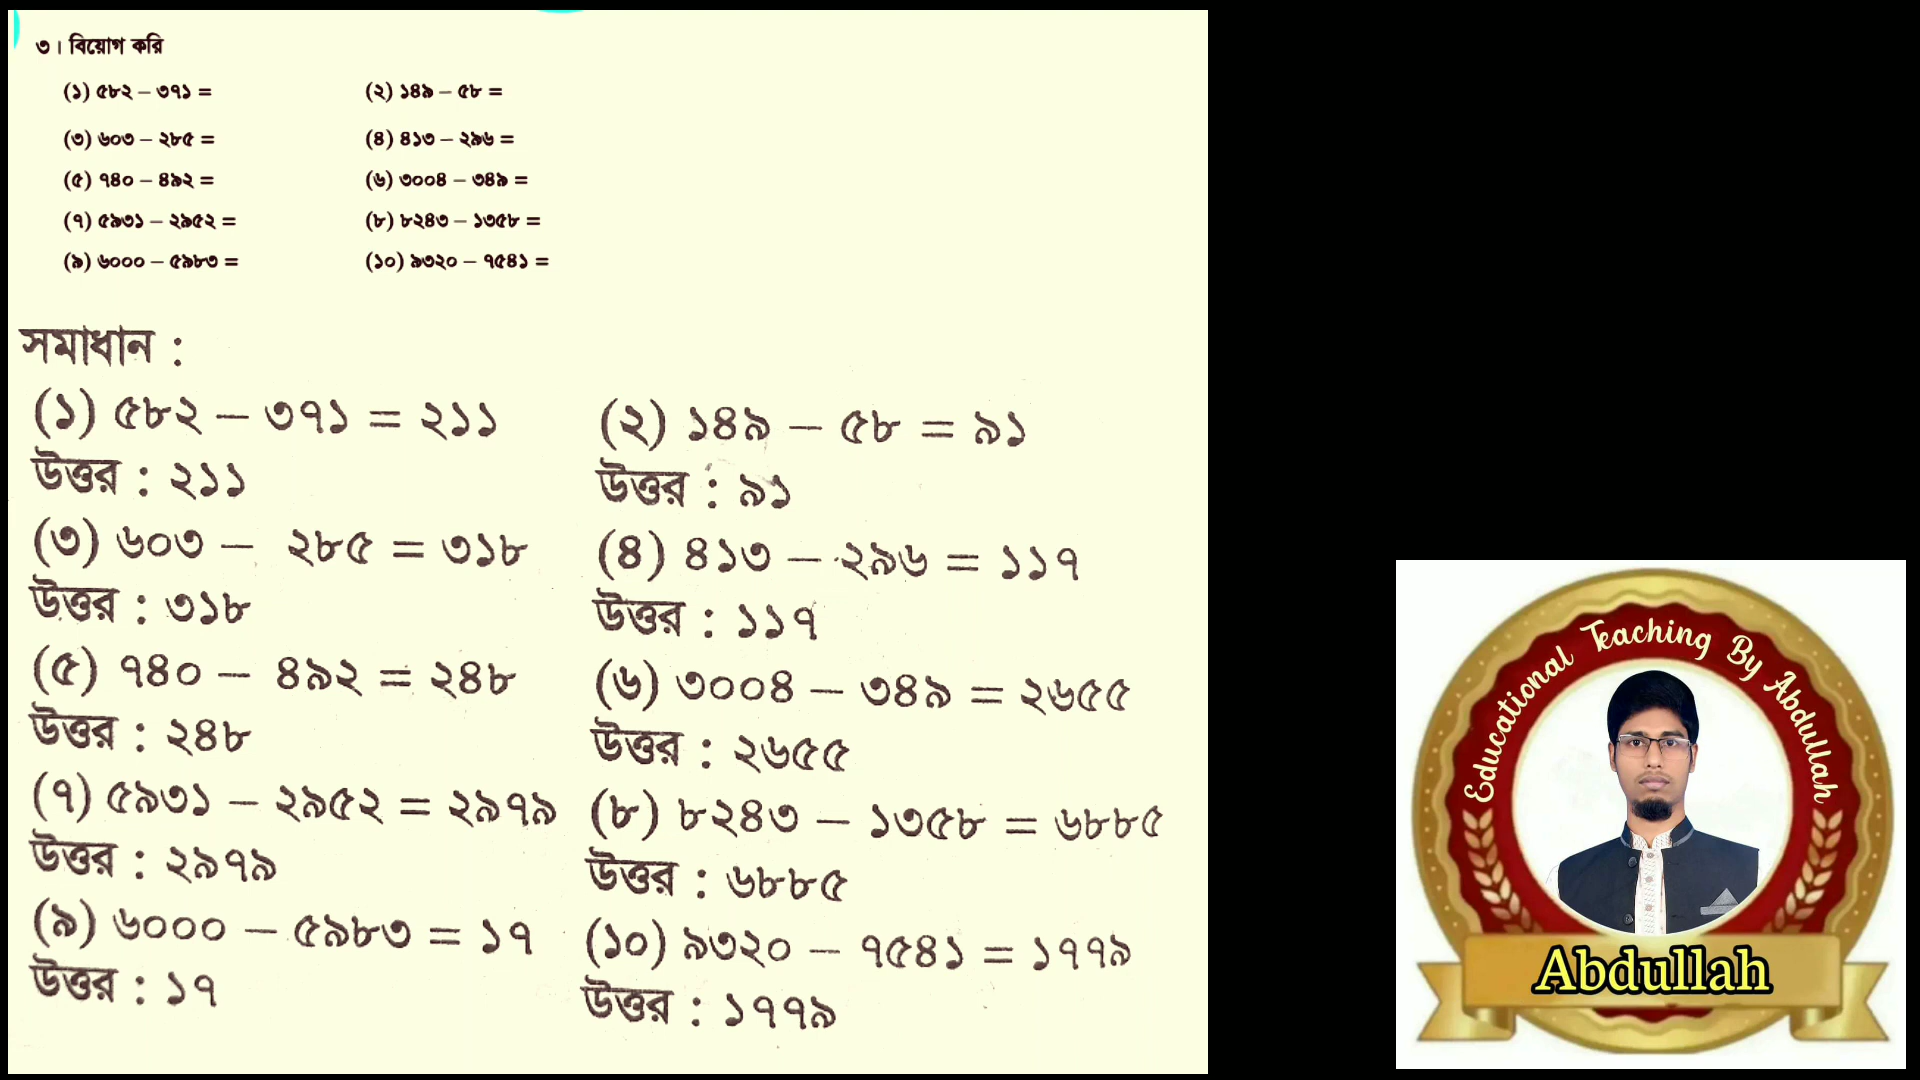 ৩। বিয়োগ করি
(১) ৫৮২ – ৩৭১ = (২) ১৪৯ – ৫৮ =
(৩) ৬০৩ – ২৮৫ = (৪) ৪১৩ – ২৯৬ =
(৫) ৭৪০ – ৪৯২ = (৬) ৩০০৪ – ৩৪৯ =
(৭) ৫৯৩১ – ২৯৫২ = (৮) ৮২৪৩ – ১৩৫৮ =
(৯) ৬০০০ – ৫৯৮৩ = (১০) ৯৩২০ – ৭৫৪১ =
সমাধান :
(১) ৫৮২ – ৩৭১ = ২১১ (২) ১৪৯ – ৫৮ = ৯১
উত্তর : ২১১ উত্তর : ৯১
(৩) ৬০৩ – ২৮৫ = ৩১৮ (৪) ৪১৩ – ২৯৬ = ১১৭
উত্তর : ৩১৮ উত্তর : ১১৭
(৫) ৭৪০ – ৪৯২ = ২৪৮ (৬) ৩০০৪ – ৩৪৯ = ২৬৫৫
উত্তর : ২৪৮ উত্তর : ২৬৫৫
(৭) ৫৯৩১ – ২৯৫২ = ২৯৭৯ (৮) ৮২৪৩ – ১৩৫৮ = ৬৮৮৫
উত্তর : ২৯৭৯ উত্তর : ৬৮৮৫
(৯) ৬০০০ – ৫৯৮৩ = ১৭ (১০) ৯৩২০ – ৭৫৪১ = ১৭৭৯
উত্তর : ১৭ উত্তর : ১৭৭৯
Educational Teaching By Abdullah
Abdullah